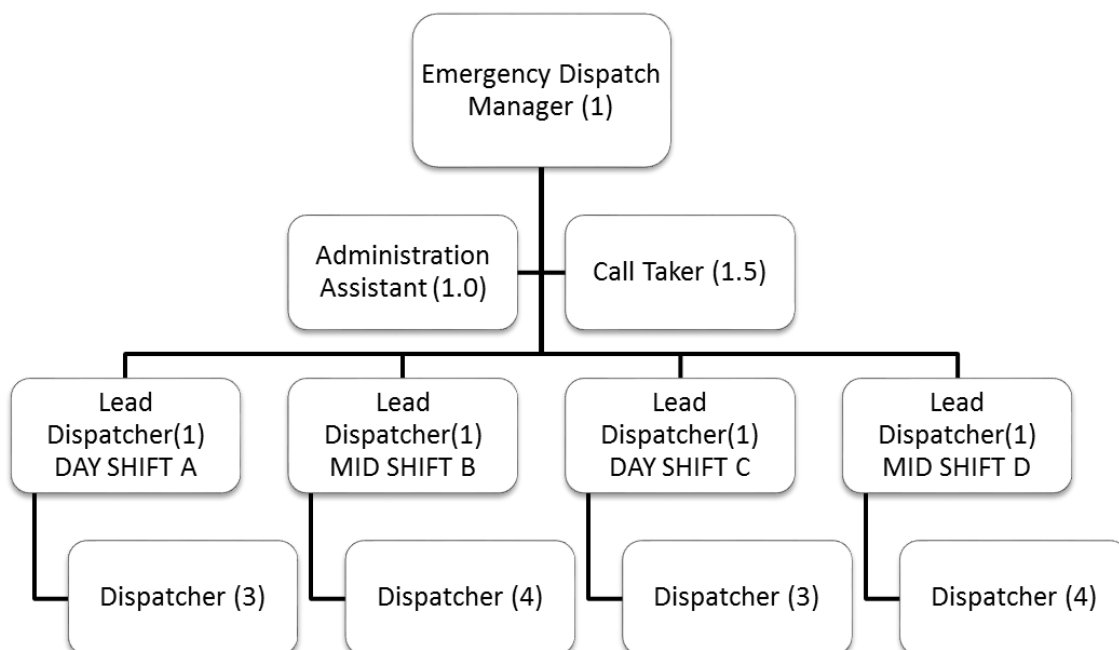 Emergency Dispatch
Manager (1)
Administration
Assistant (1.0)
Call Taker (1.5)
Lead
Dispatcher(1)
DAY SHIFT A
Lead
Dispatcher(1)
MID SHIFT B
Lead
Dispatcher(1)
DAY SHIFT C
Lead
Dispatcher(1)
MID SHIFT D
Dispatcher (3)
Dispatcher (4)
Dispatcher (3)
Dispatcher (4)